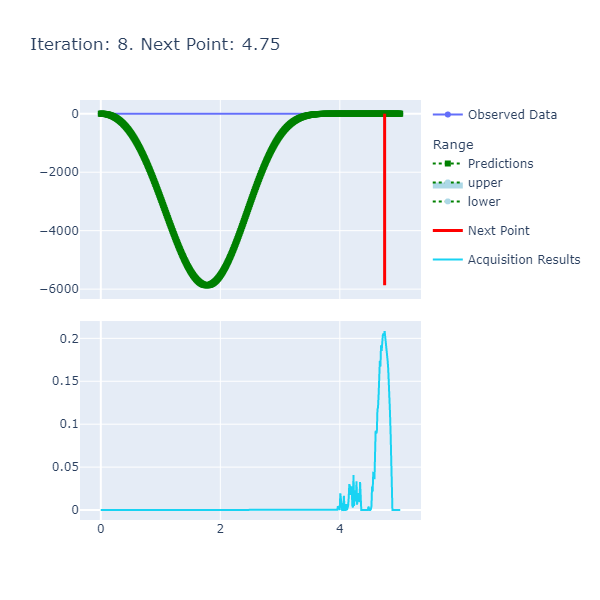 Iteration: 8. Next Point: 4.75
0
−2000
−4000
−6000
Observed Data
Range
Predictions
upper
lower
Next Point
Acquisition Results
0.2
0.15
0.1
0.05
0
0 2 4